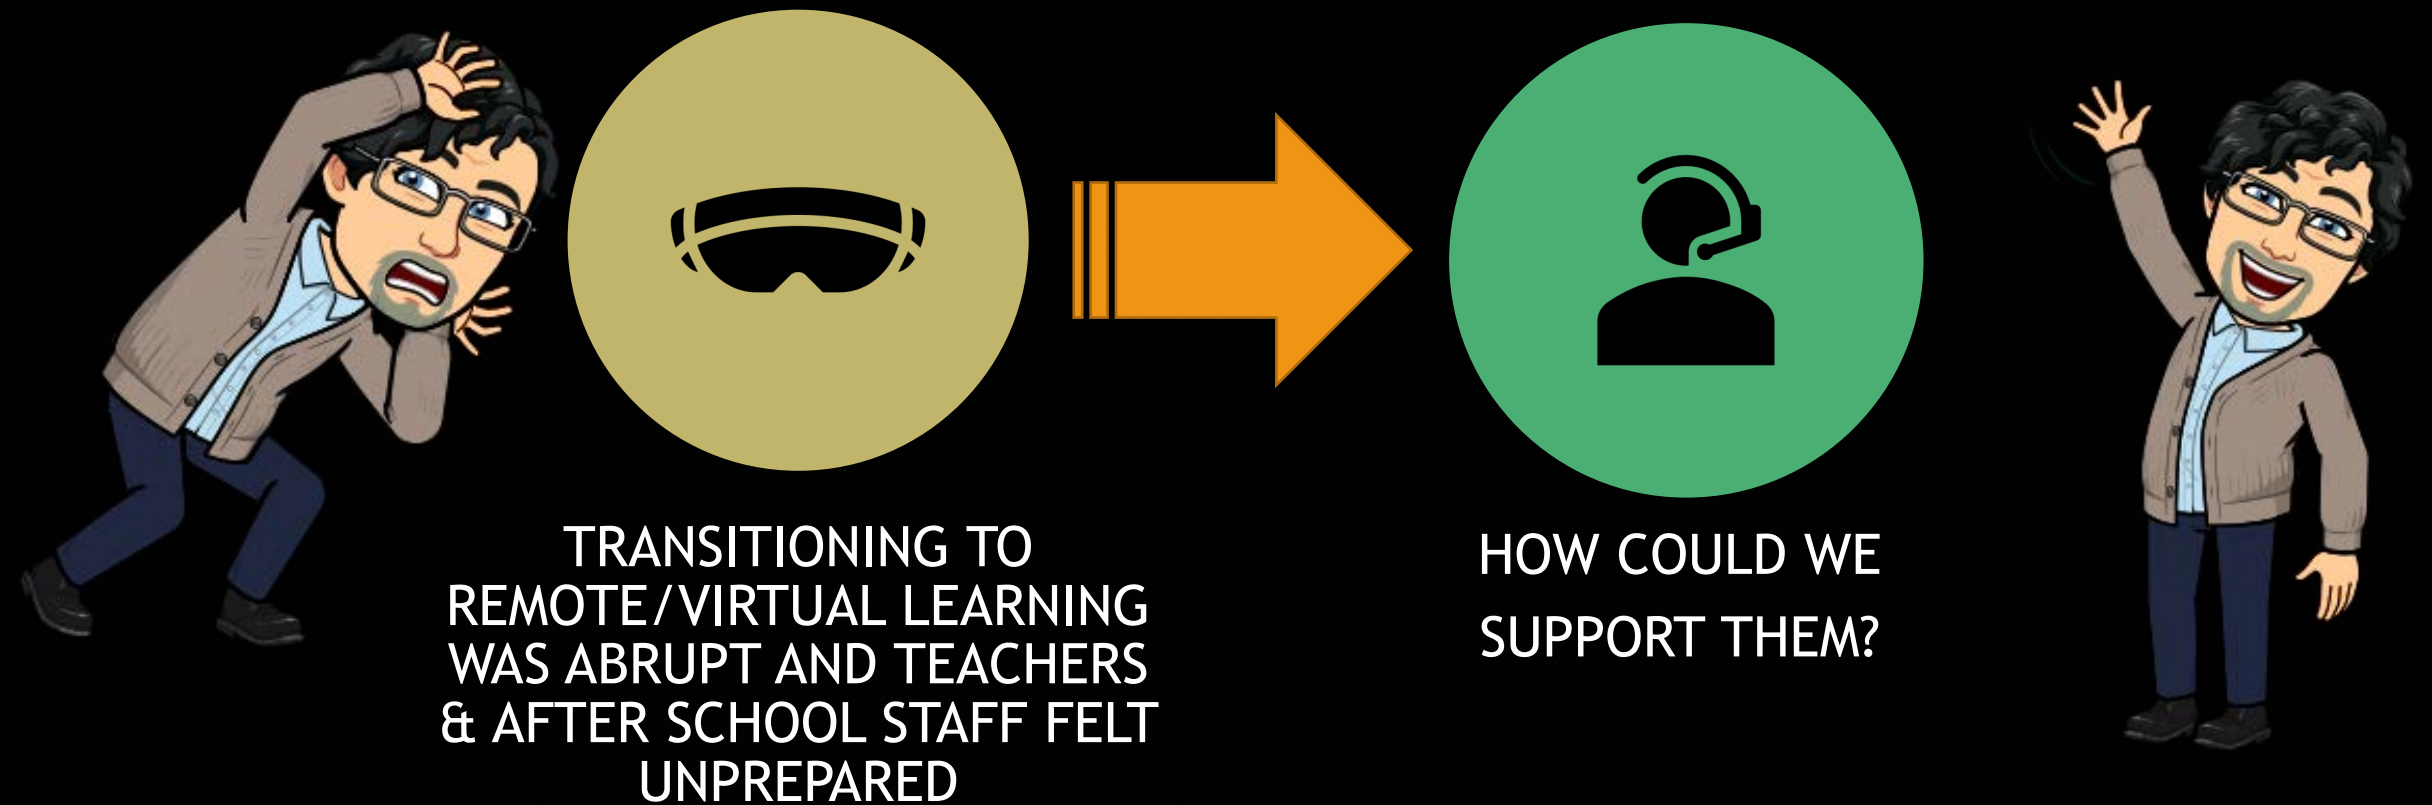 TRANSITIONING TO
REMOTE/VIRTUAL LEARNING
WAS ABRUPT AND TEACHERS
& AFTER SCHOOL STAFF FELT
UNPREPARED
HOW COULD WE
SUPPORT THEM?